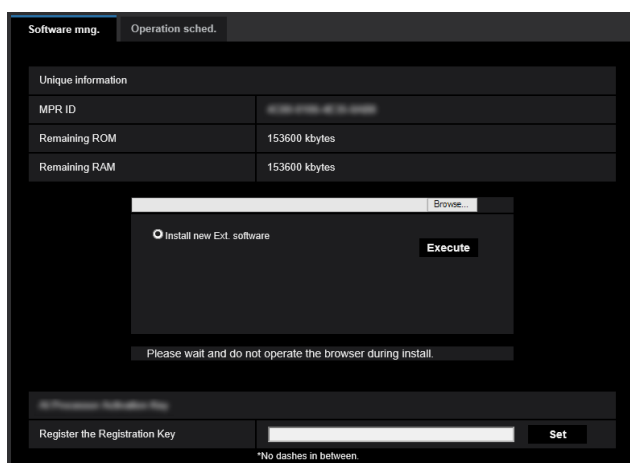 Software mng. Operation sched.
Unique information
MPR ID
Remaining ROM 153600 kbytes
Remaining RAM 153600 kbytes
Browse...
Install new Ext. software
Execute
Please wait and do not operate the browser during install.
Register the Registration Key Set
*No dashes in between.